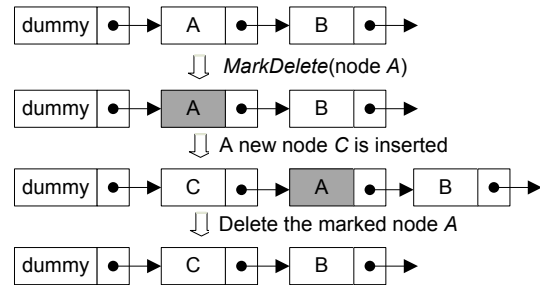 dummy A B
MarkDelete(node A)
dummy A B
A new node C is inserted
dummy C A B
Delete the marked node A
dummy C B